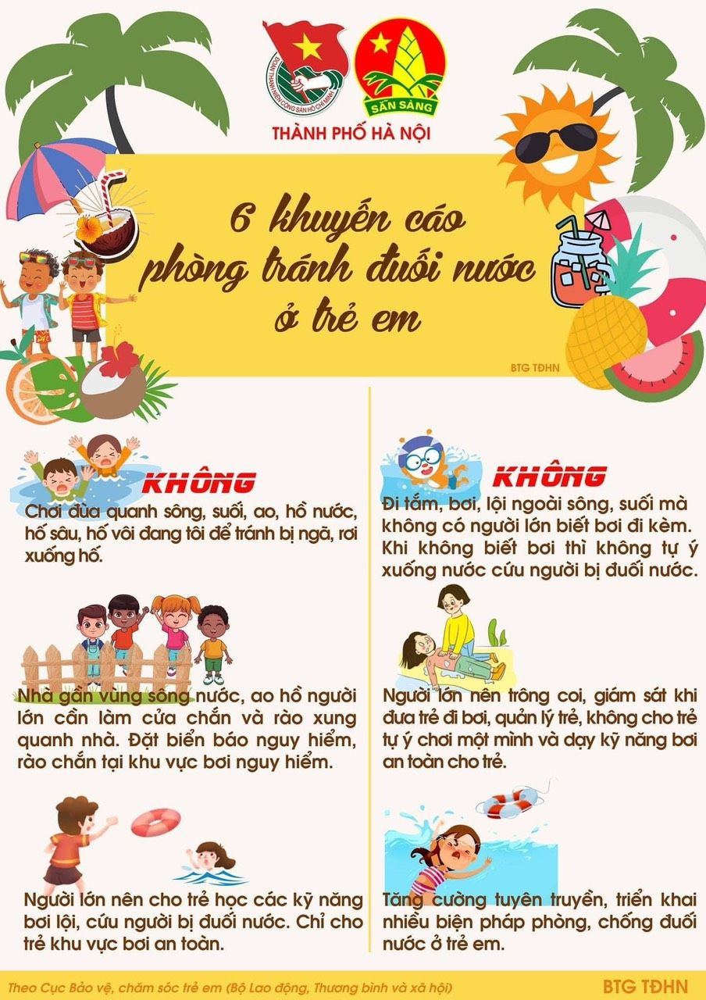 ĐOÀN THANH NIÊN CỘNG SẢN HỒ CHÍ MINH
SẴN SÀNG
THÀNH PHỐ HÀ NỘI
6 khuyến cáo
phòng tránh đuối nước
ở trẻ em
BTG TĐHN
KHÔNG
Chơi đùa quanh sông, suối, ao, hồ nước,
hố sâu, hố vôi đang tôi để tránh bị ngã, rơi
xuống hố.
KHÔNG
Đi tắm, bơi, lội ngoài sông, suối mà
không có người lớn biết bơi đi kèm.
Khi không biết bơi thì không tự ý
xuống nước cứu người bị đuối nước.
Nhà gần vùng sông nước, ao hồ người
lớn cần làm cửa chắn và rào xung
quanh nhà. Đặt biển báo nguy hiểm,
rào chắn tại khu vực bơi nguy hiểm.
Người lớn nên trông coi, giám sát khi
đưa trẻ đi bơi, quản lý trẻ, không cho trẻ
tự ý chơi một mình và dạy kỹ năng bơi
an toàn cho trẻ.
Người lớn nên cho trẻ học các kỹ năng
bơi lội, cứu người bị đuối nước. Chỉ cho
trẻ khu vực bơi an toàn.
Tăng cường tuyên truyền, triển khai
nhiều biện pháp phòng, chống đuối
nước ở trẻ em.
Theo Cục Bảo vệ, chăm sóc trẻ em (Bộ Lao động, Thương bình và xã hội)
BTG TĐHN